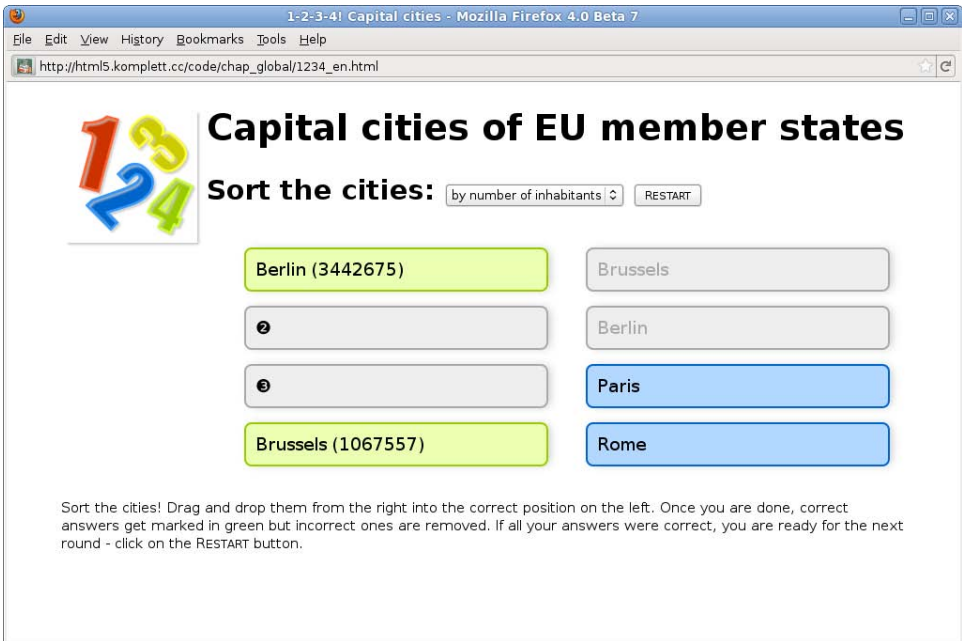 1-2-3-4! Capital cities - Mozilla Firefox 4.0 Beta 7
File Edit View History Bookmarks Tools Help
http://html5.komplett.cc/code/chap_global/1234_en.html
1 2 3 4
Capital cities of EU member states
Sort the cities: by number of inhabitants RESTART
Berlin (3442675) Brussels
❷ Berlin
❸ Paris
Brussels (1067557) Rome
Sort the cities! Drag and drop them from the right into the correct position on the left. Once you are done, correct
answers get marked in green but incorrect ones are removed. If all your answers were correct, you are ready for the next
round - click on the RESTART button.